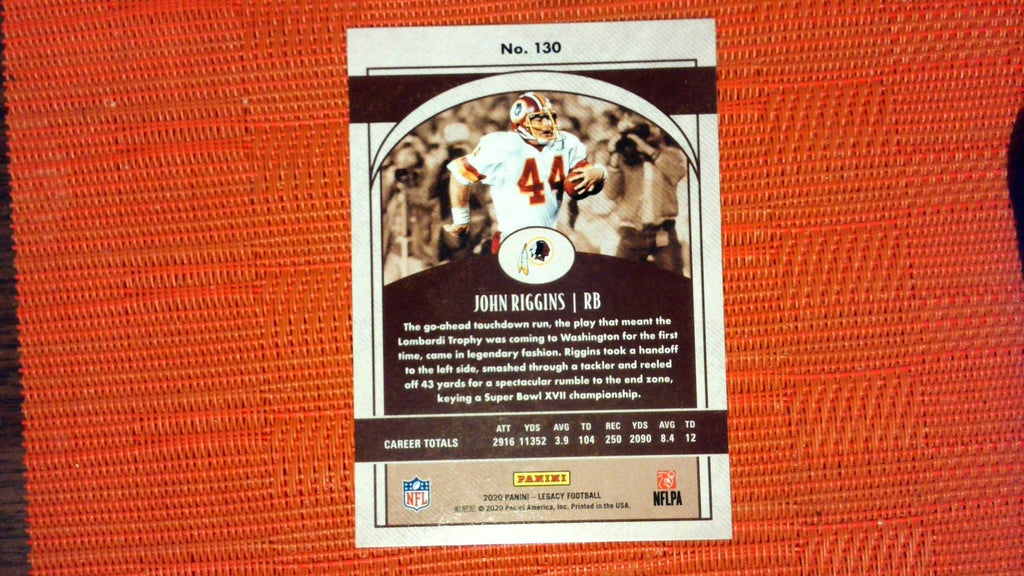 No. 130
44
JOHN RIGGINS | RB
The go-ahead touchdown run, the play that meant the
Lombardi Trophy was coming to Washington for the first
time, came in legendary fashion. Riggins took a handoff
to the left side, smashed through a tackler and reeled
off 43 yards for a spectacular rumble to the end zone,
keying a Super Bowl XVII championship.
ATT YDS AVG TD REC YDS AVG TD
CAREER TOTALS 2916 11352 3.9 104 250 2090 8.4 12
PANINI
NFL
NFLPA
2020 PANINI – LEGACY FOOTBALL
帕尼尼 © 2020 Panini America, Inc. Printed in the USA.